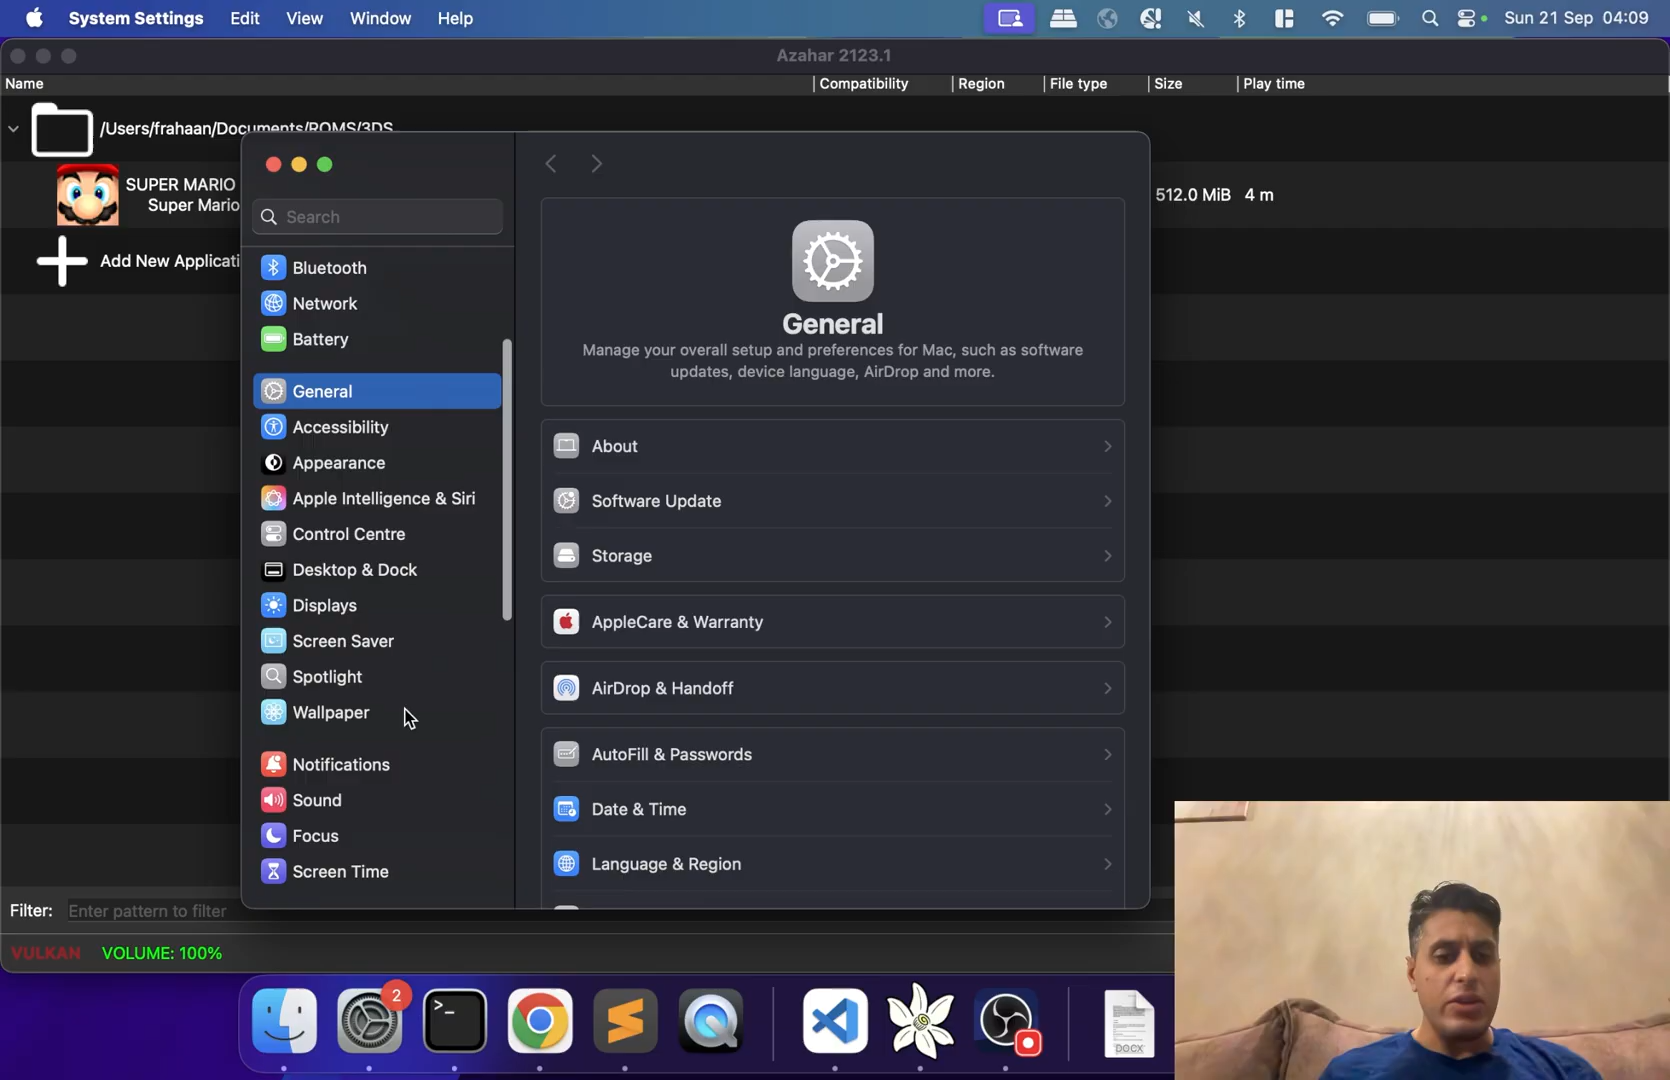 System Settings Edit View Window Help
Sun 21 Sep 04:09
Azahar 2123.1
Name Compatibility Region File type Size Play time
/Users/frahaan/Documents/ROMS/3DS
SUPER MARIO
Super Mario
512.0 MiB 4 m
Add New Applicati
Search
Bluetooth
Network
Battery
General
Accessibility
Appearance
Apple Intelligence & Siri
Control Centre
Desktop & Dock
Displays
Screen Saver
Spotlight
Wallpaper
Notifications
Sound
Focus
Screen Time
General
Manage your overall setup and preferences for Mac, such as software
updates, device language, AirDrop and more.
About
Software Update
Storage
AppleCare & Warranty
AirDrop & Handoff
AutoFill & Passwords
Date & Time
Language & Region
Filter: Enter pattern to filter
VULKAN VOLUME: 100%
2
DOCX